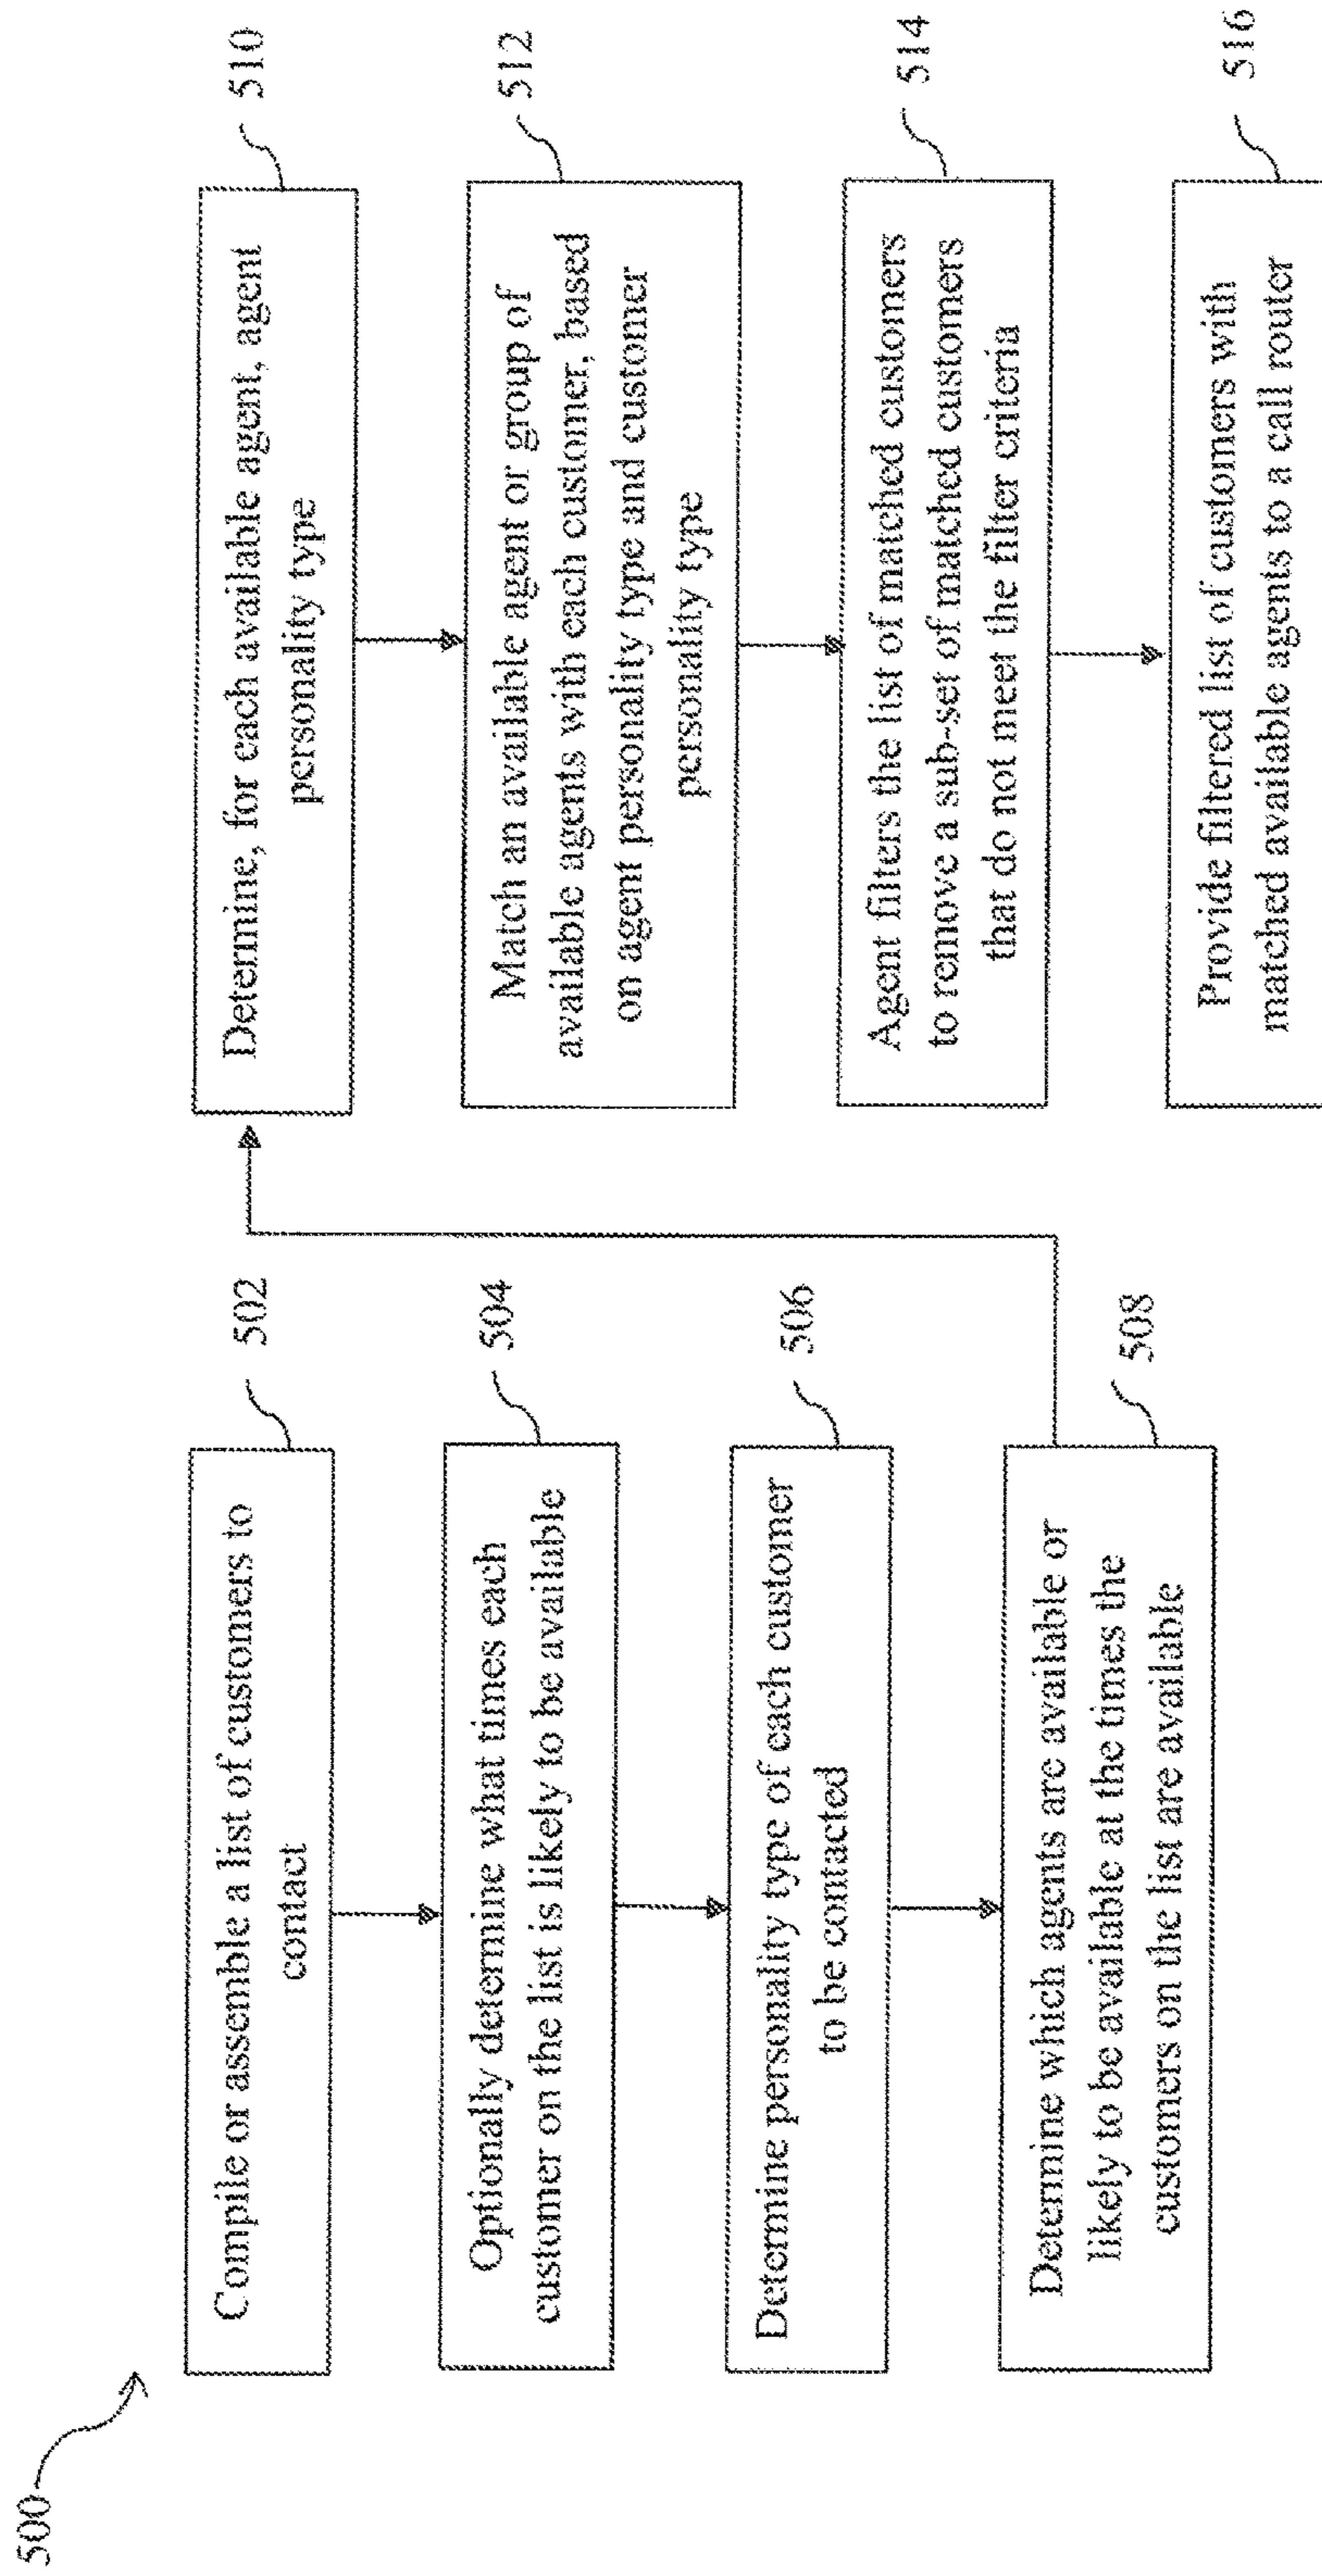 500
Compile or assemble a list of customers to
contact
502
Optionally determine what times each
customer on the list is likely to be available
504
Determine personality type of each customer
to be contacted
506
Determine which agents are available or
likely to be available at the times the
customers on the list are available
508
Determine, for each available agent, agent
personality type
510
Match an available agent or group of
available agents with each customer, based
on agent personality type and customer
personality type
512
Agent filters the list of matched customers
to remove a sub-set of matched customers
that do not meet the filter criteria
514
Provide filtered list of customers with
matched available agents to a call router
516